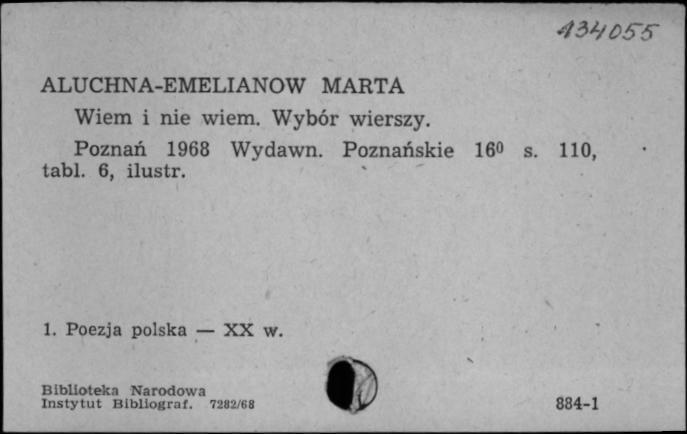 134055
ALUCHNA-EMELIANOW MARTA
Wiem i nie wiem. Wybór wierszy.
Poznań 1968 Wydawn. Poznańskie 16⁰ s. 110,
tabl. 6, ilustr.
1. Poezja polska — XX w.
Biblioteka Narodowa
Instytut Bibliograf. 7282/68
884-1